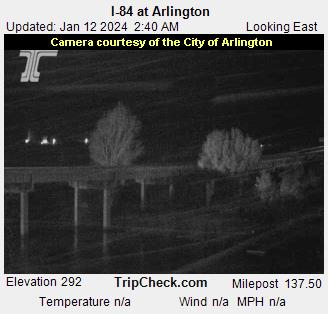 I-84 at Arlington
Updated: Jan 12 2024 2:40 AM Looking East
Camera courtesy of the City of Arlington
Elevation 292 TripCheck.com Milepost 137.50
Temperature n/a Wind n/a MPH n/a